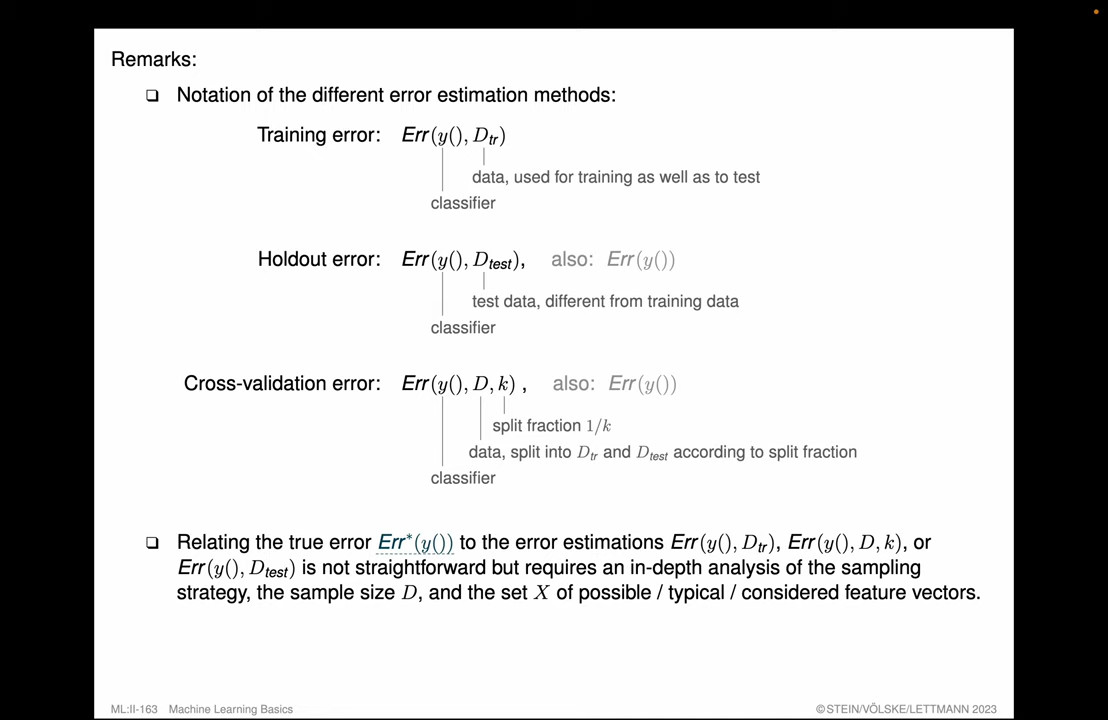 Remarks:
❑ Notation of the different error estimation methods:
Training error: Err(y(), D_tr)
data, used for training as well as to test
classifier
Holdout error: Err(y(), D_test), also: Err(y())
test data, different from training data
classifier
Cross-validation error: Err(y(), D, k) , also: Err(y())
split fraction 1/k
data, split into D_tr and D_test according to split fraction
classifier
❑ Relating the true error Err*(y()) to the error estimations Err(y(), D_tr), Err(y(), D, k), or
Err(y(), D_test) is not straightforward but requires an in-depth analysis of the sampling
strategy, the sample size D, and the set X of possible / typical / considered feature vectors.
ML:II-163 Machine Learning Basics ©STEIN/VÖLSKE/LETTMANN 2023